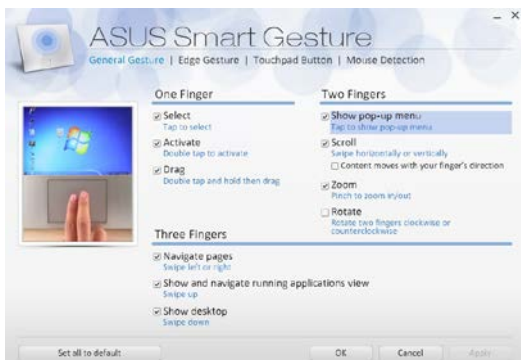 ASUS Smart Gesture
General Gesture | Edge Gesture | Touchpad Button | Mouse Detection
One Finger
Select
Tap to select
Activate
Double tap to activate
Drag
Double tap and hold then drag
Two Fingers
Show pop-up menu
Tap to show pop-up menu
Scroll
Swipe horizontally or vertically
Content moves with your finger's direction
Zoom
Pinch to zoom in/out
Rotate
Rotate two fingers clockwise or
counterclockwise
Three Fingers
Navigate pages
Swipe left or right
Show and navigate running applications view
Swipe up
Show desktop
Swipe down
Set all to default
OK
Cancel
Apply